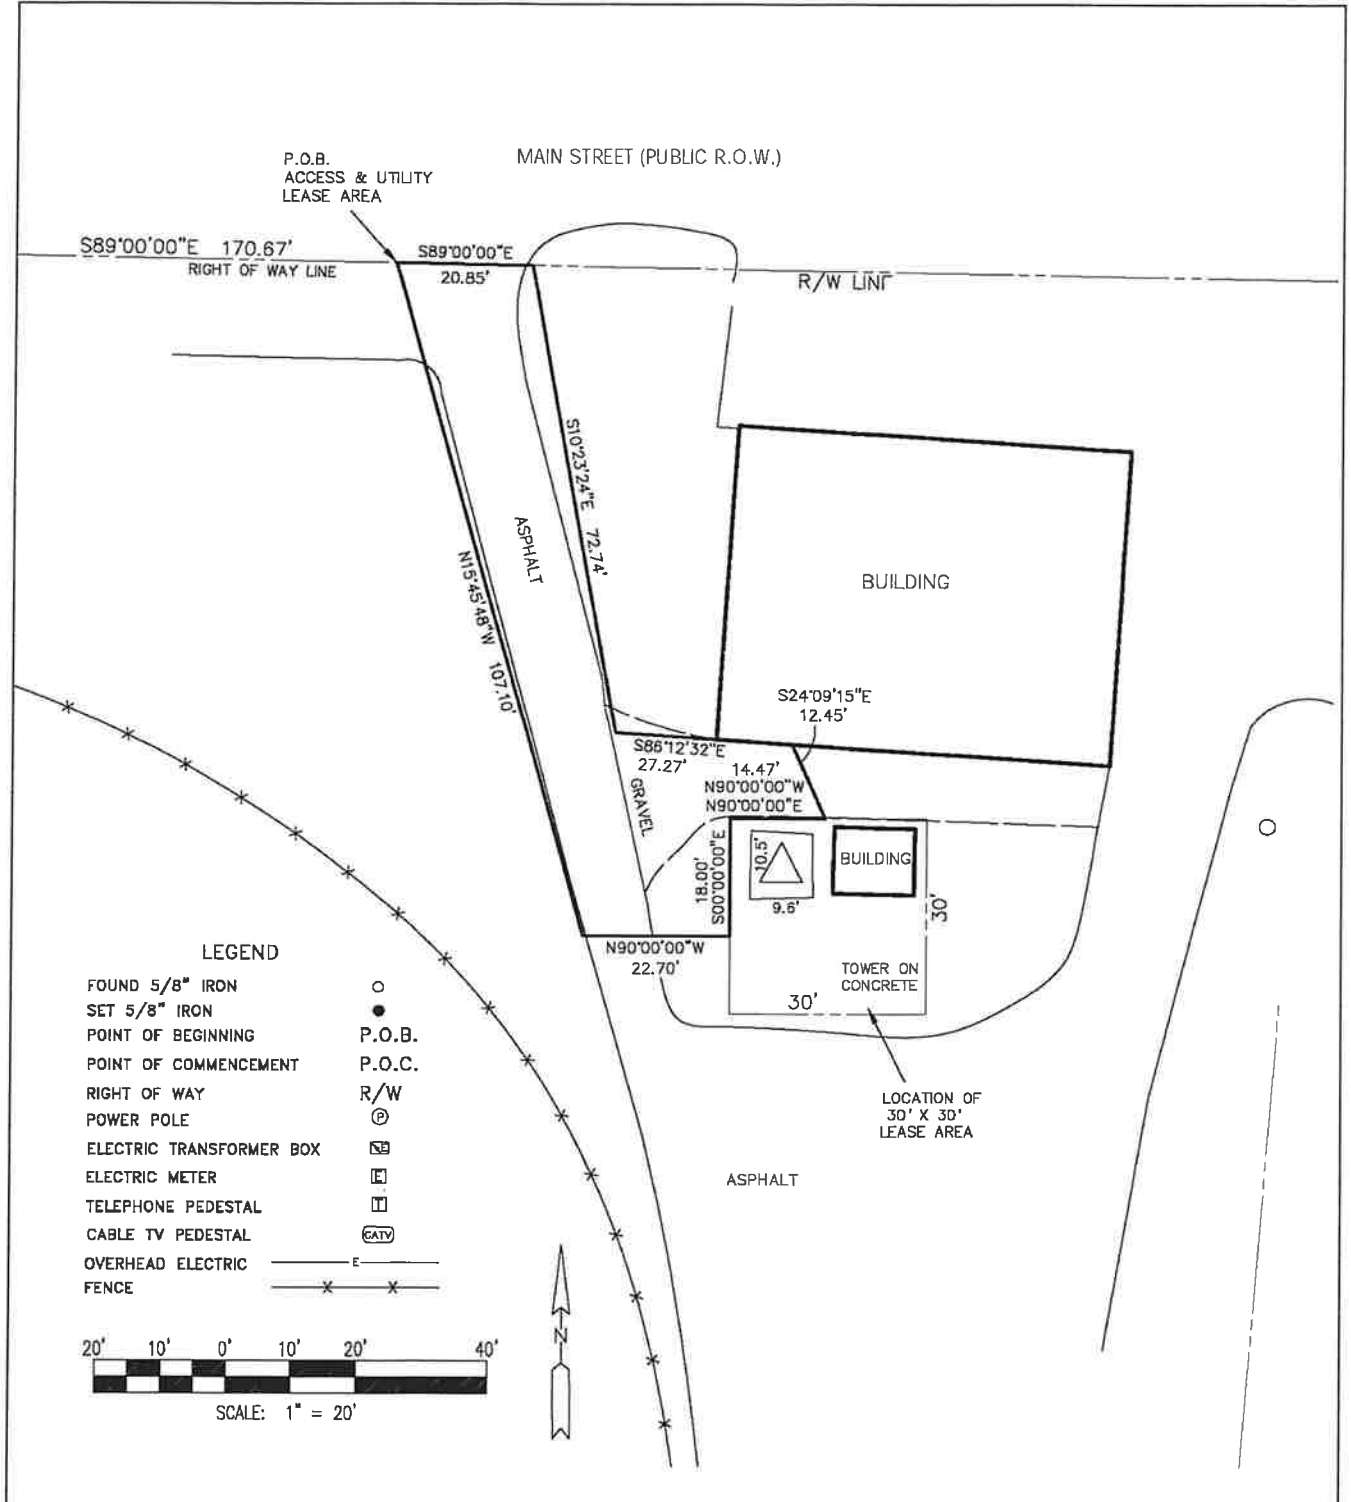 P.O.B.
ACCESS & UTILITY
LEASE AREA
MAIN STREET (PUBLIC R.O.W.)
S89°00'00"E 170.67'
RIGHT OF WAY LINE
S89°00'00"E
20.85'
R/W LINE
S10°23'24"E 72.74'
ASPHALT
N15°45'48"W 107.10'
BUILDING
S24°09'15"E
12.45'
S86°12'32"E
27.27'
14.47'
N90°00'00"W
N90°00'00"E
GRAVEL
18.00'
S00°00'00"E
10.5'
9.6'
BUILDING
30'
N90°00'00"W
22.70'
TOWER ON
CONCRETE
30'
LOCATION OF
30' X 30'
LEASE AREA
ASPHALT
LEGEND
FOUND 5/8" IRON
SET 5/8" IRON
POINT OF BEGINNING P.O.B.
POINT OF COMMENCEMENT P.O.C.
RIGHT OF WAY R/W
POWER POLE P
ELECTRIC TRANSFORMER BOX
ELECTRIC METER E
TELEPHONE PEDESTAL T
CABLE TV PEDESTAL CATV
OVERHEAD ELECTRIC E
FENCE
20' 10' 0' 10' 20' 40'
SCALE: 1" = 20'
N